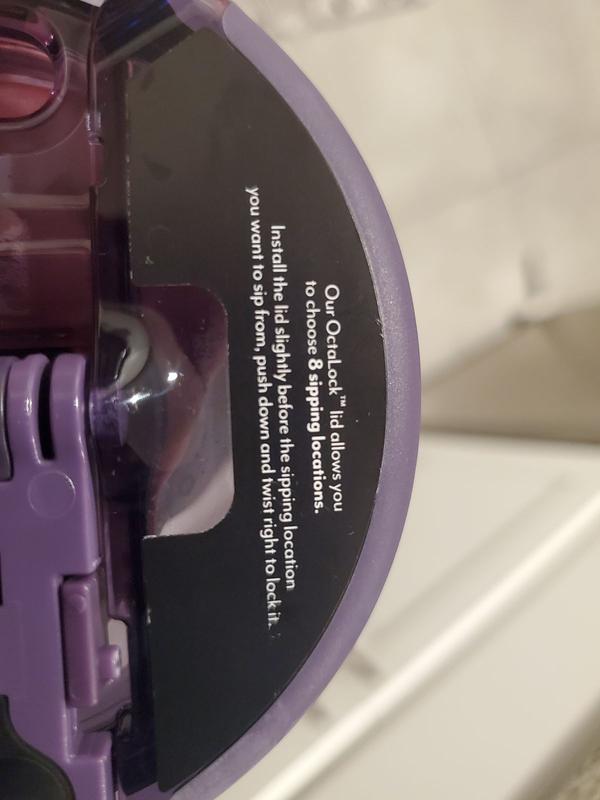 Our OctaLock™ lid allows you
to choose 8 sipping locations.
Install the lid slightly before the sipping location
you want to sip from, push down and twist right to lock it.